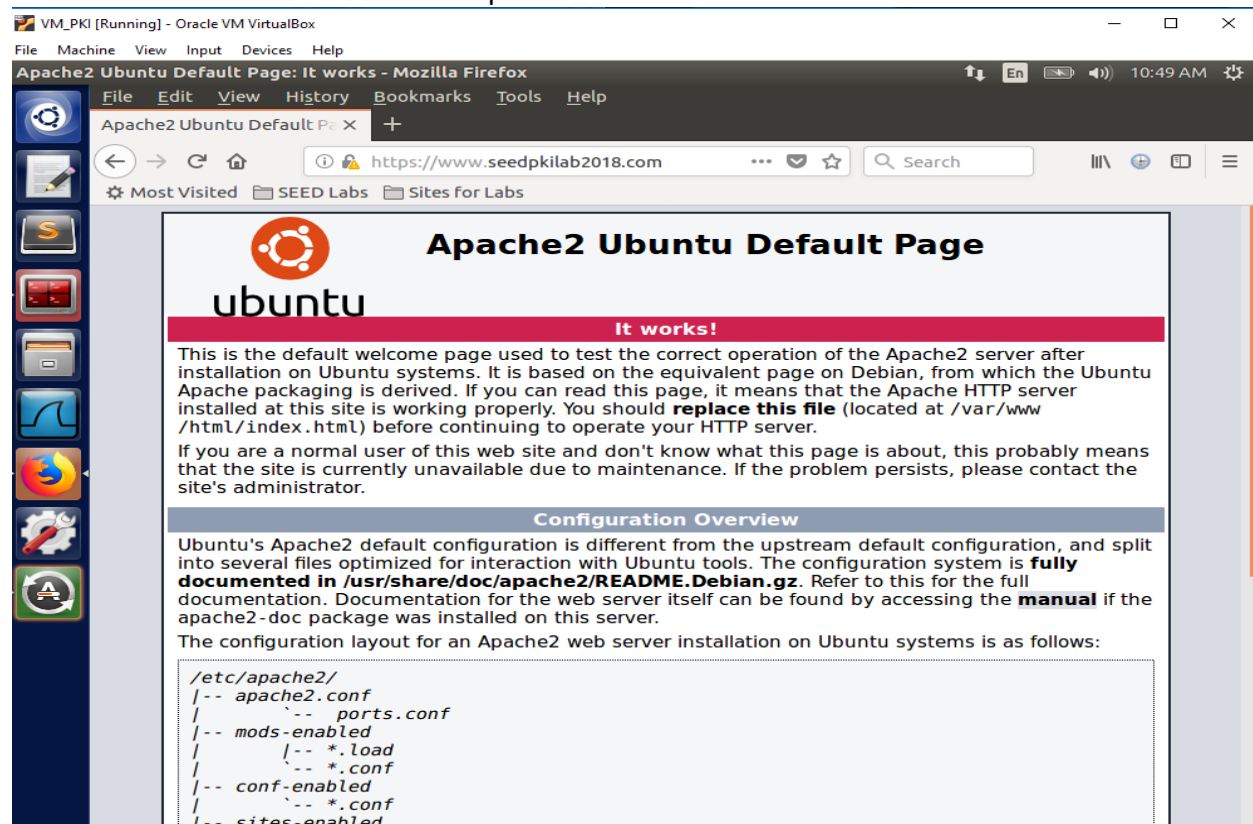 VM_PKI [Running] - Oracle VM VirtualBox
File Machine View Input Devices Help
Apache2 Ubuntu Default Page: It works - Mozilla Firefox
En
10:49 AM
File Edit View History Bookmarks Tools Help
Apache2 Ubuntu Default Pa
https://www.seedpkilab2018.com
Search
Most Visited SEED Labs Sites for Labs
ubuntu
Apache2 Ubuntu Default Page
It works!
This is the default welcome page used to test the correct operation of the Apache2 server after
installation on Ubuntu systems. It is based on the equivalent page on Debian, from which the Ubuntu
Apache packaging is derived. If you can read this page, it means that the Apache HTTP server
installed at this site is working properly. You should replace this file (located at /var/www
/html/index.html) before continuing to operate your HTTP server.
If you are a normal user of this web site and don't know what this page is about, this probably means
that the site is currently unavailable due to maintenance. If the problem persists, please contact the
site's administrator.
Configuration Overview
Ubuntu's Apache2 default configuration is different from the upstream default configuration, and split
into several files optimized for interaction with Ubuntu tools. The configuration system is fully
documented in /usr/share/doc/apache2/README.Debian.gz. Refer to this for the full
documentation. Documentation for the web server itself can be found by accessing the manual if the
apache2-doc package was installed on this server.
The configuration layout for an Apache2 web server installation on Ubuntu systems is as follows:
/etc/apache2/
|-- apache2.conf
|       `--  ports.conf
|-- mods-enabled
|       |-- *.load
|       `-- *.conf
|-- conf-enabled
|       `-- *.conf
|-- sites-enabled